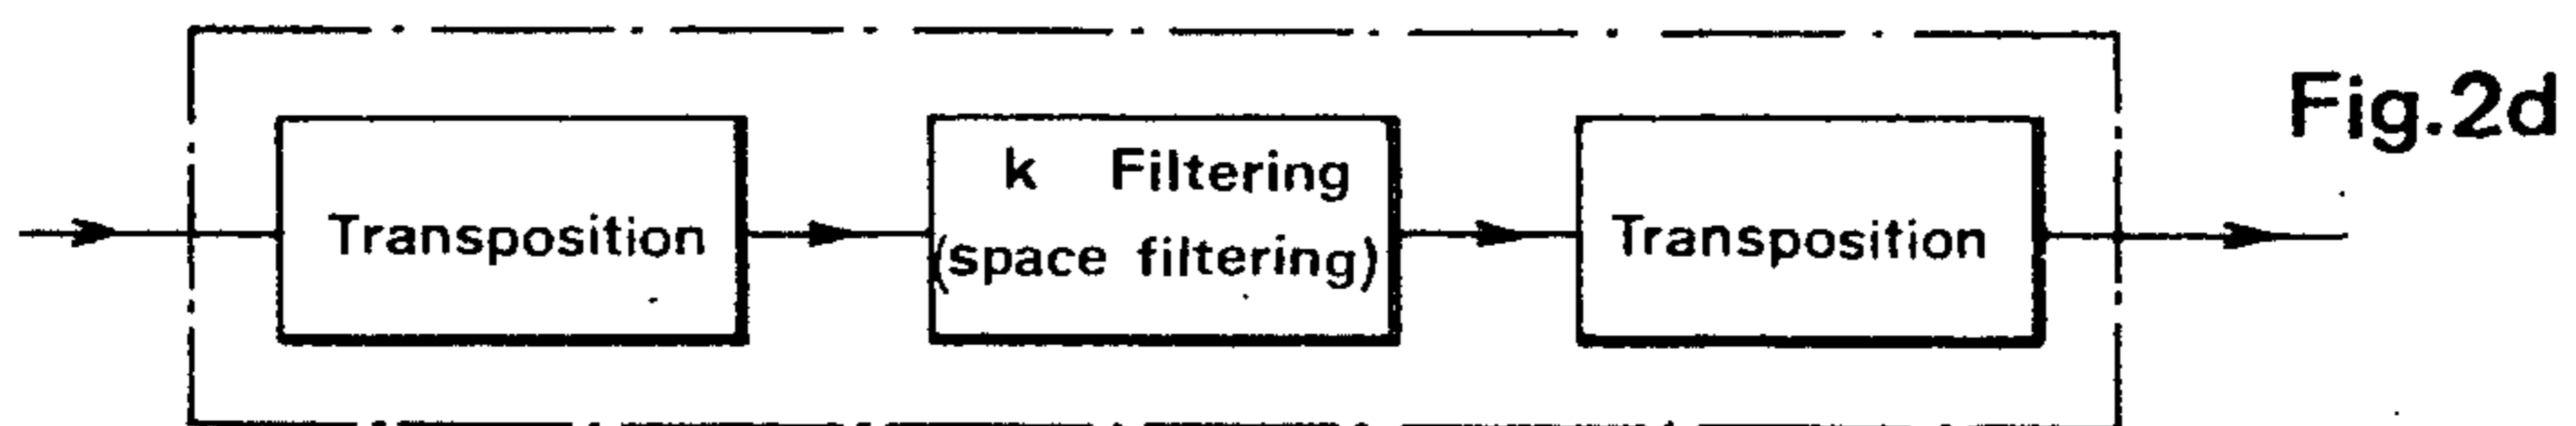 Transposition
k Filtering
(space filtering)
Transposition
Fig.2d